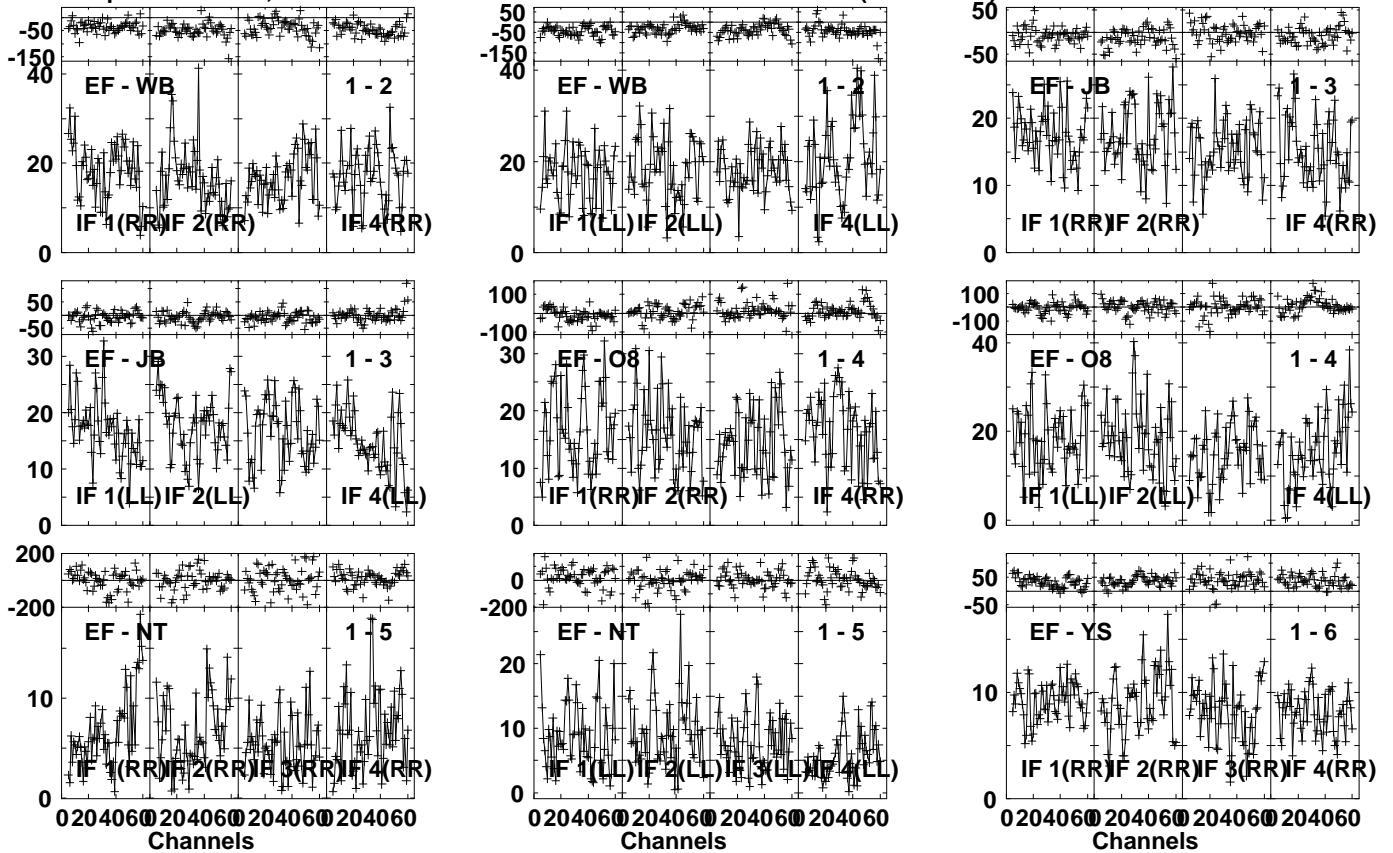 50 50
-50 -50 50
-150 -150 -50
40 40
EF - WB 1 - 2 EF - WB 1 - 2 EF - JB 1 - 3
30
20 20 20
10 10
IF 1(RR) IF 2(RR) IF 4(RR) IF 1(LL) IF 2(LL) IF 4(LL) IF 1(RR) IF 2(RR) IF 4(RR)
0 0 0
50 100 100
-50 -100 -100
30 30 40
EF - JB 1 - 3 EF - O8 1 - 4 EF - O8 1 - 4
20 20 20
10 10
IF 1(LL) IF 2(LL) IF 4(LL) IF 1(RR) IF 2(RR) IF 4(RR) IF 1(LL) IF 2(LL) IF 4(LL)
0 0 0
200 0 50
-200 -200 -50
EF - NT 1 - 5 EF - NT 1 - 5 EF - YS 1 - 6
20
10 10 10
IF 1(RR) IF 2(RR) IF 3(RR) IF 4(RR) IF 1(LL) IF 2(LL) IF 3(LL) IF 4(LL) IF 1(RR) IF 2(RR) IF 3(RR) IF 4(RR)
0 0 0
0 20 40 60 0 20 40 60 0 20 40 60 0 20 40 60 0 20 40 60 0 20 40 60 0 20 40 60 0 20 40 60 0 20 40 60 0 20 40 60 0 20 40 60 0 20 40 60
Channels Channels Channels